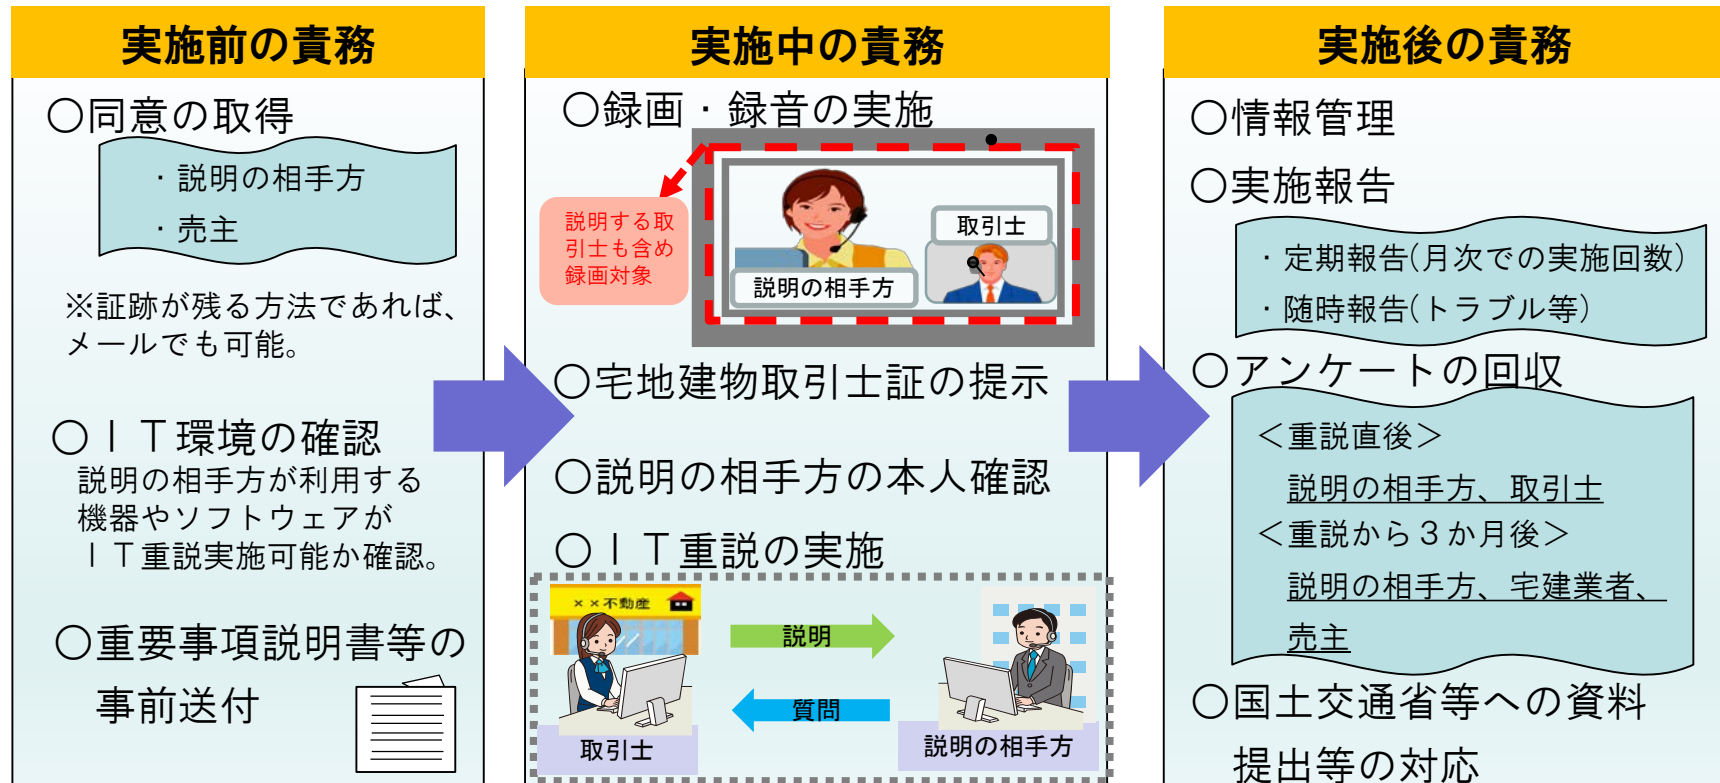 実施前の責務
○同意の取得
・説明の相手方
・売主
※証跡が残る方法であれば、
メールでも可能。
○ＩＴ環境の確認
説明の相手方が利用する
機器やソフトウェアが
ＩＴ重説実施可能か確認。
○重要事項説明書等の
事前送付
実施中の責務
○録画・録音の実施
説明する取
引士も含め
録画対象
取引士
説明の相手方
○宅地建物取引士証の提示
○説明の相手方の本人確認
○ＩＴ重説の実施
××不動産
説明
質問
取引士
説明の相手方
実施後の責務
○情報管理
○実施報告
・定期報告(月次での実施回数)
・随時報告(トラブル等)
○アンケートの回収
＜重説直後＞
説明の相手方、取引士
＜重説から３か月後＞
説明の相手方、宅建業者、
売主
○国土交通省等への資料
提出等の対応